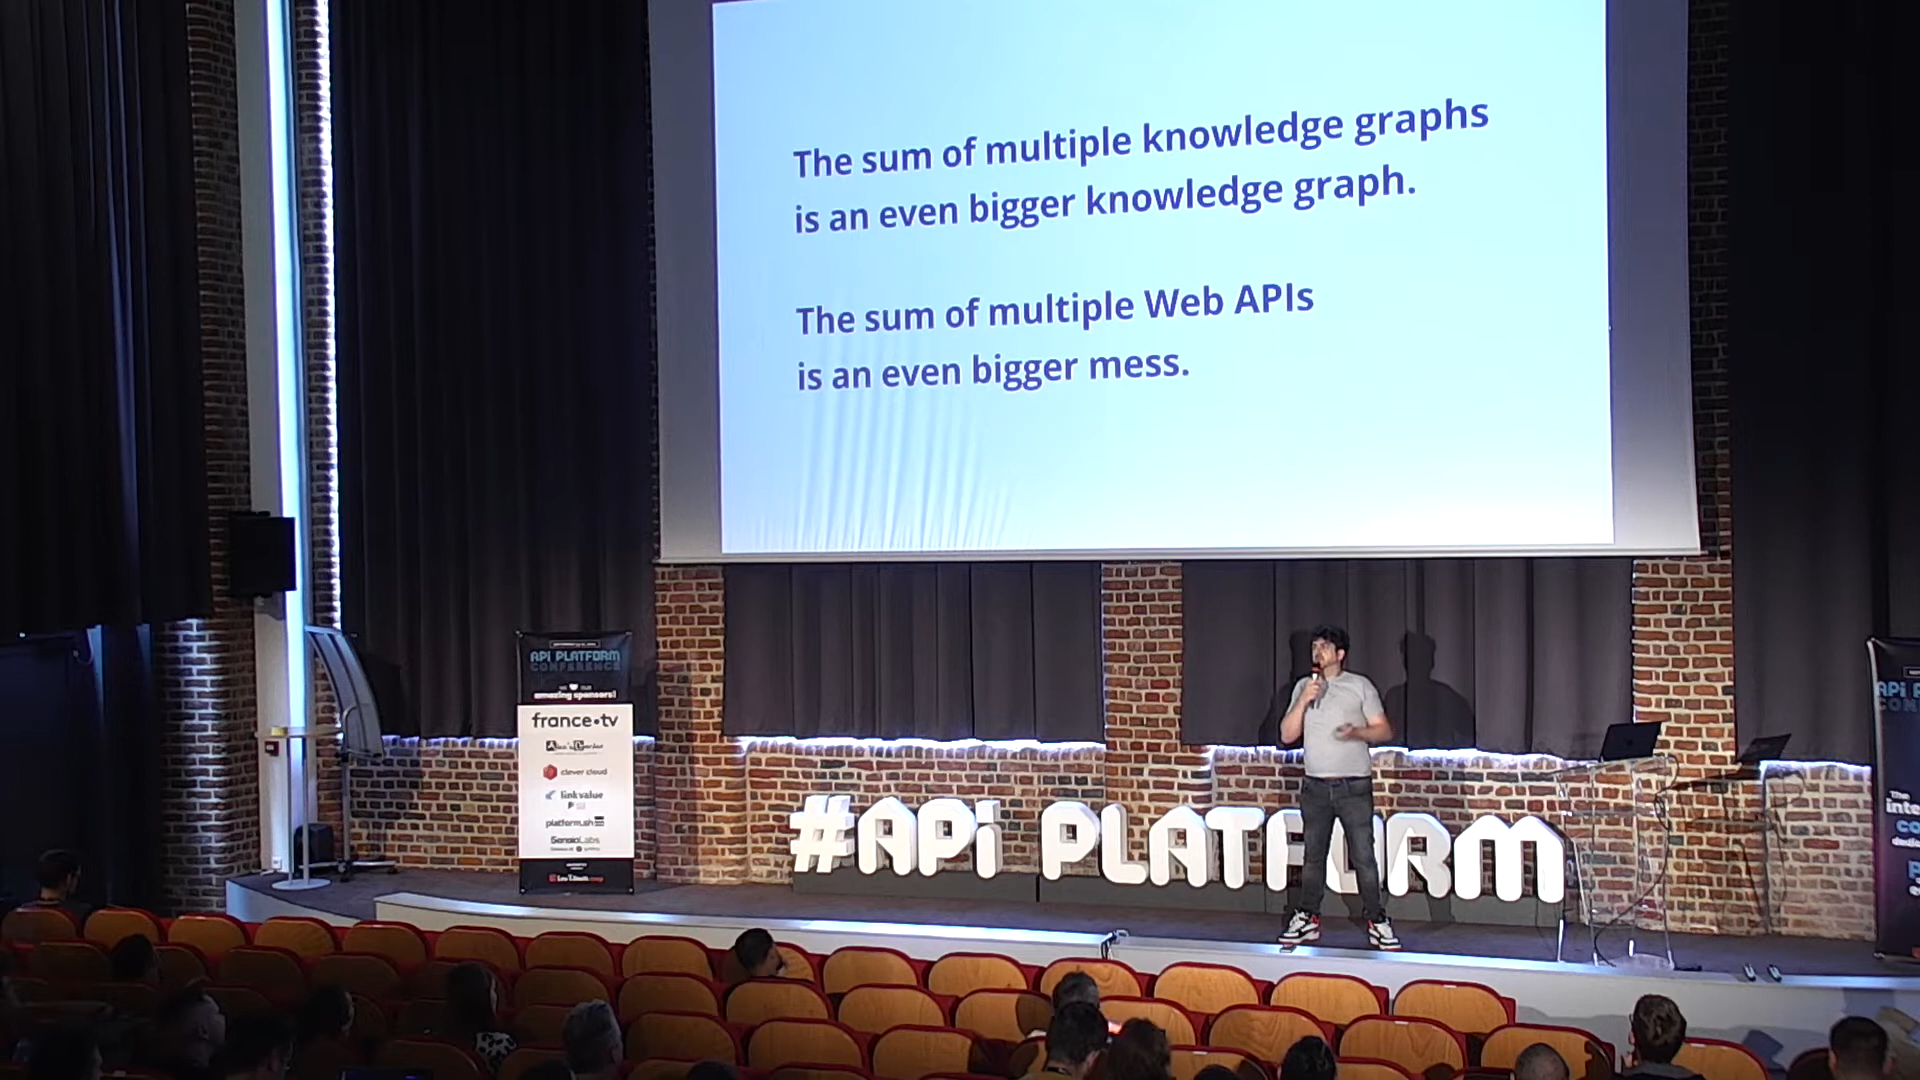 The sum of multiple knowledge graphs
is an even bigger knowledge graph.
The sum of multiple Web APIs
is an even bigger mess.
API PLATFORM
CONFERENCE
amazing sponsors!
france•tv
clever cloud
linkvalue
platform.sh
SensioLabs
#API PLATFORM
The